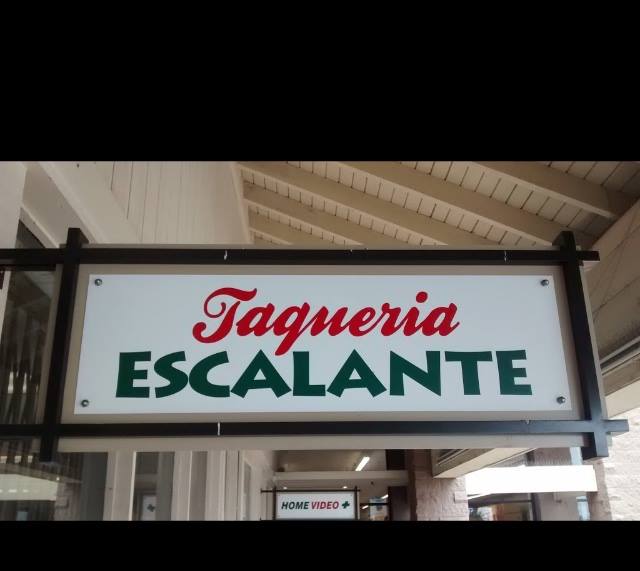 Taqueria
ESCALANTE
HOME VIDEO +